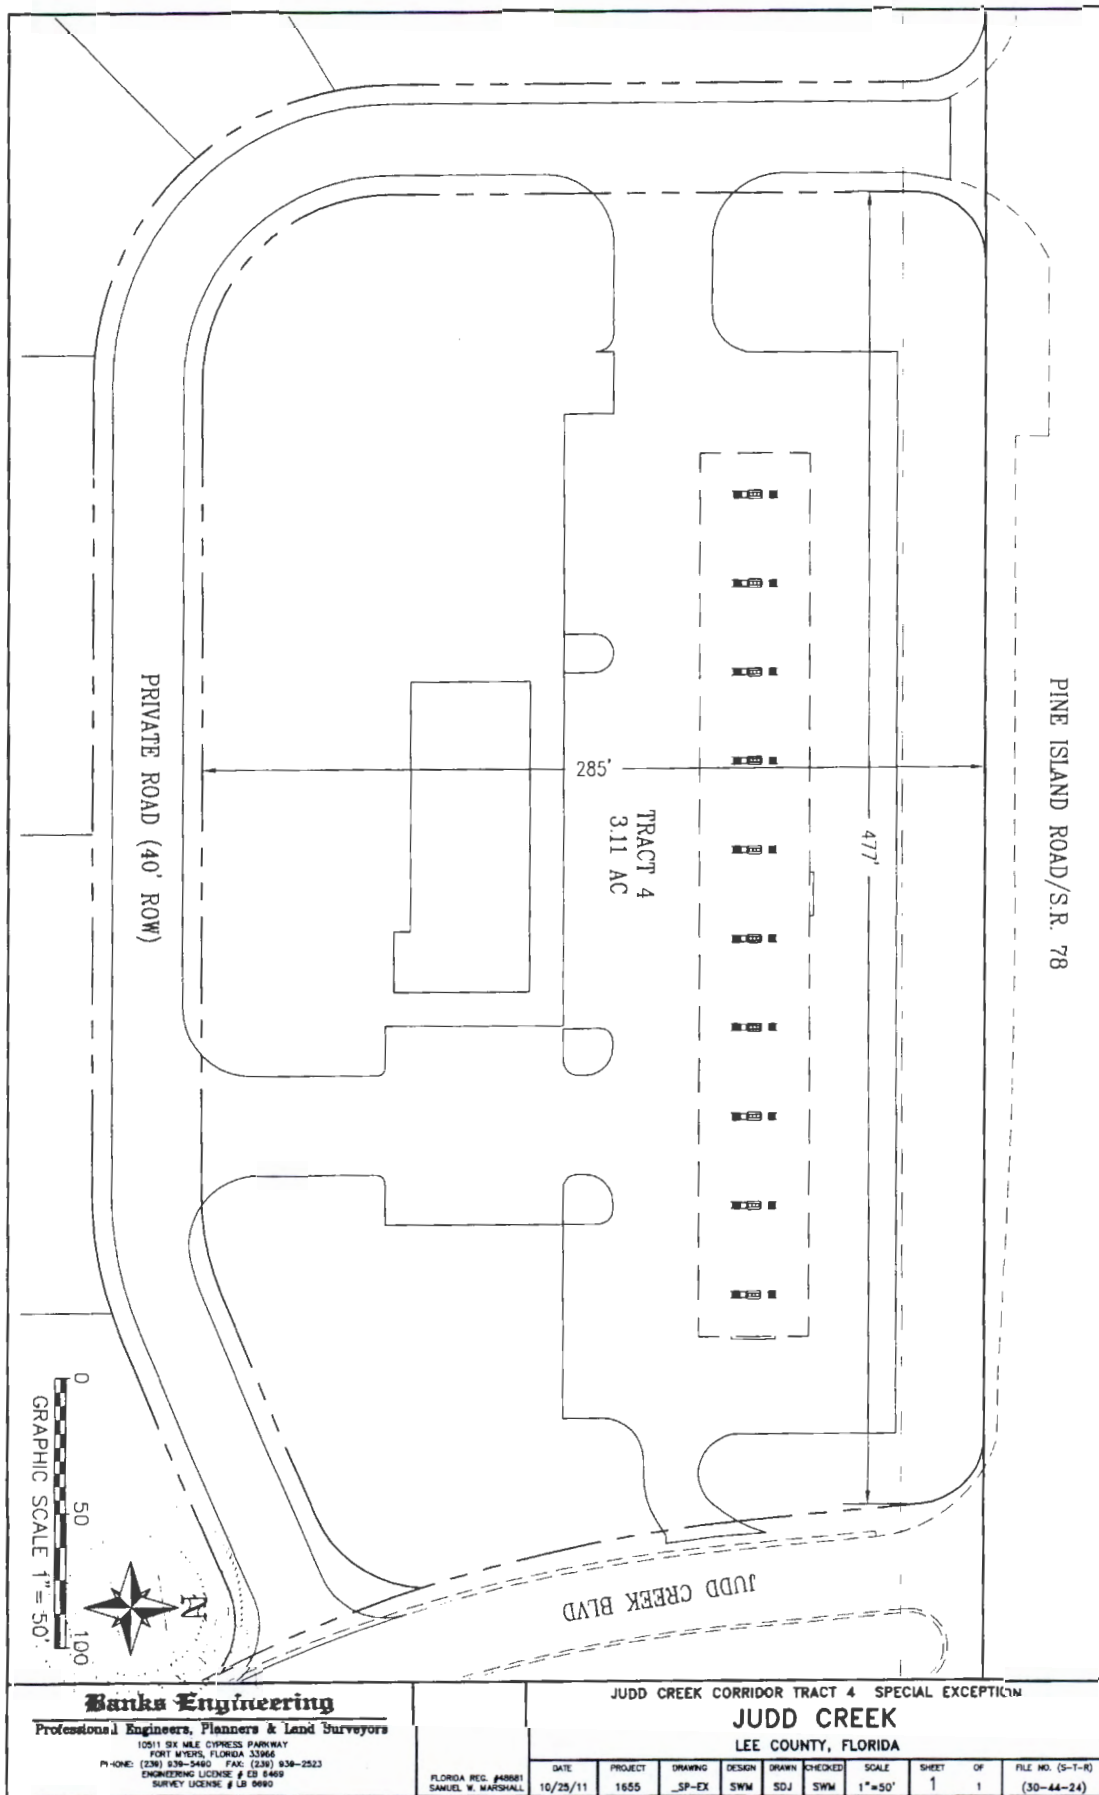 PINE ISLAND ROAD/S.R. 78
477'
285'
TRACT 4
3.11 AC
PRIVATE ROAD (40' ROW)
JUDD CREEK BLVD
0 50 100
GRAPHIC SCALE 1"= 50'
N
Banks Engineering
Professional Engineers, Planners & Land Surveyors
10511 SIX MILE CYPRESS PARKWAY
FORT MYERS, FLORIDA 33966
PHONE: (239) 939-5490 FAX: (239) 939-2523
ENGINEERING LICENSE # EB 6469
SURVEY LICENSE # LB 6690
FLORIDA REG. #48681
SAMUEL W. MARSHALL
JUDD CREEK CORRIDOR TRACT 4 SPECIAL EXCEPTION
JUDD CREEK
LEE COUNTY, FLORIDA
DATE PROJECT DRAWING DESIGN DRAWN CHECKED SCALE SHEET OF FILE NO. (S-T-R)
10/25/11 1655 _SP-EX SWM SDJ SWM 1"=50' 1 1 (30-44-24)